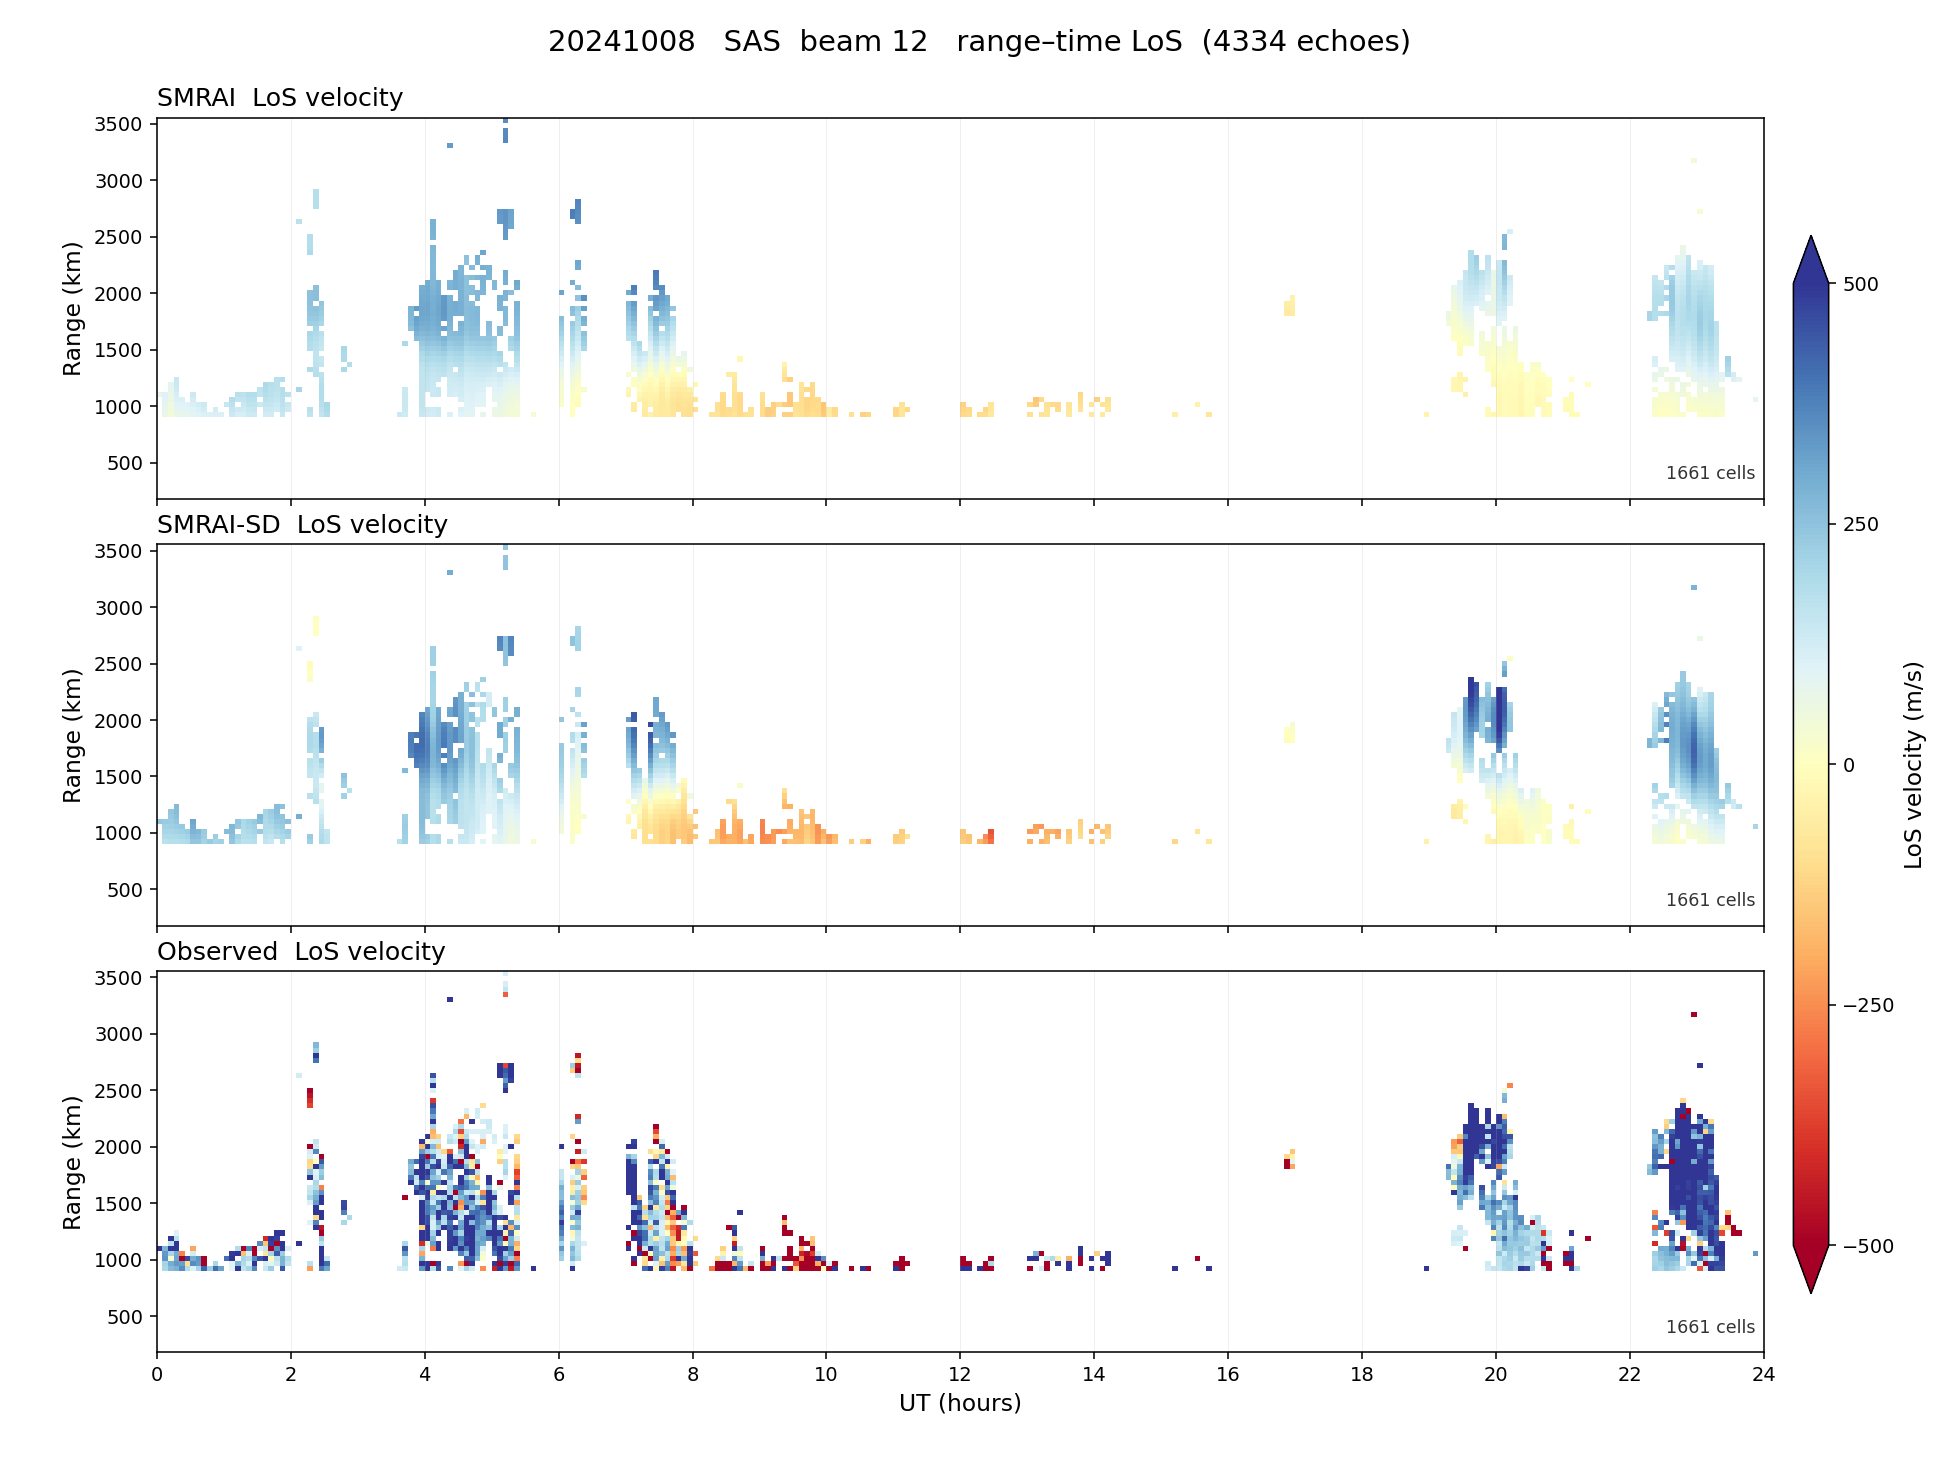 20241008   SAS  beam 12   range–time LoS  (4334 echoes)
SMRAI  LoS velocity
3500
3000
2500
2000
1500
1000
500
Range (km)
1661 cells
SMRAI-SD  LoS velocity
3500
3000
2500
2000
1500
1000
500
Range (km)
1661 cells
Observed  LoS velocity
3500
3000
2500
2000
1500
1000
500
Range (km)
1661 cells
0 2 4 6 8 10 12 14 16 18 20 22 24
UT (hours)
500
250
0
−250
−500
LoS velocity (m/s)